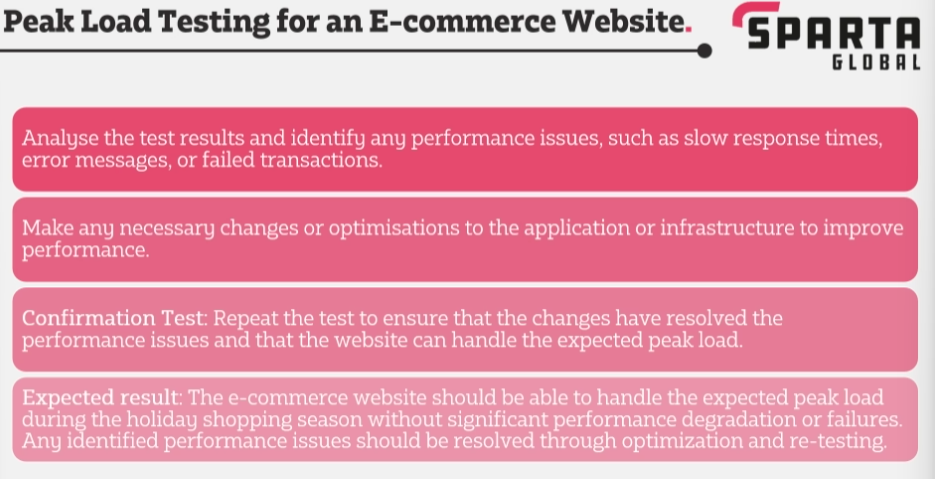 Peak Load Testing for an E-commerce Website.
SPARTA
GLOBAL
Analyse the test results and identify any performance issues, such as slow response times,
error messages, or failed transactions.
Make any necessary changes or optimisations to the application or infrastructure to improve
performance.
Confirmation Test: Repeat the test to ensure that the changes have resolved the
performance issues and that the website can handle the expected peak load.
Expected result: The e-commerce website should be able to handle the expected peak load
during the holiday shopping season without significant performance degradation or failures.
Any identified performance issues should be resolved through optimization and re-testing.